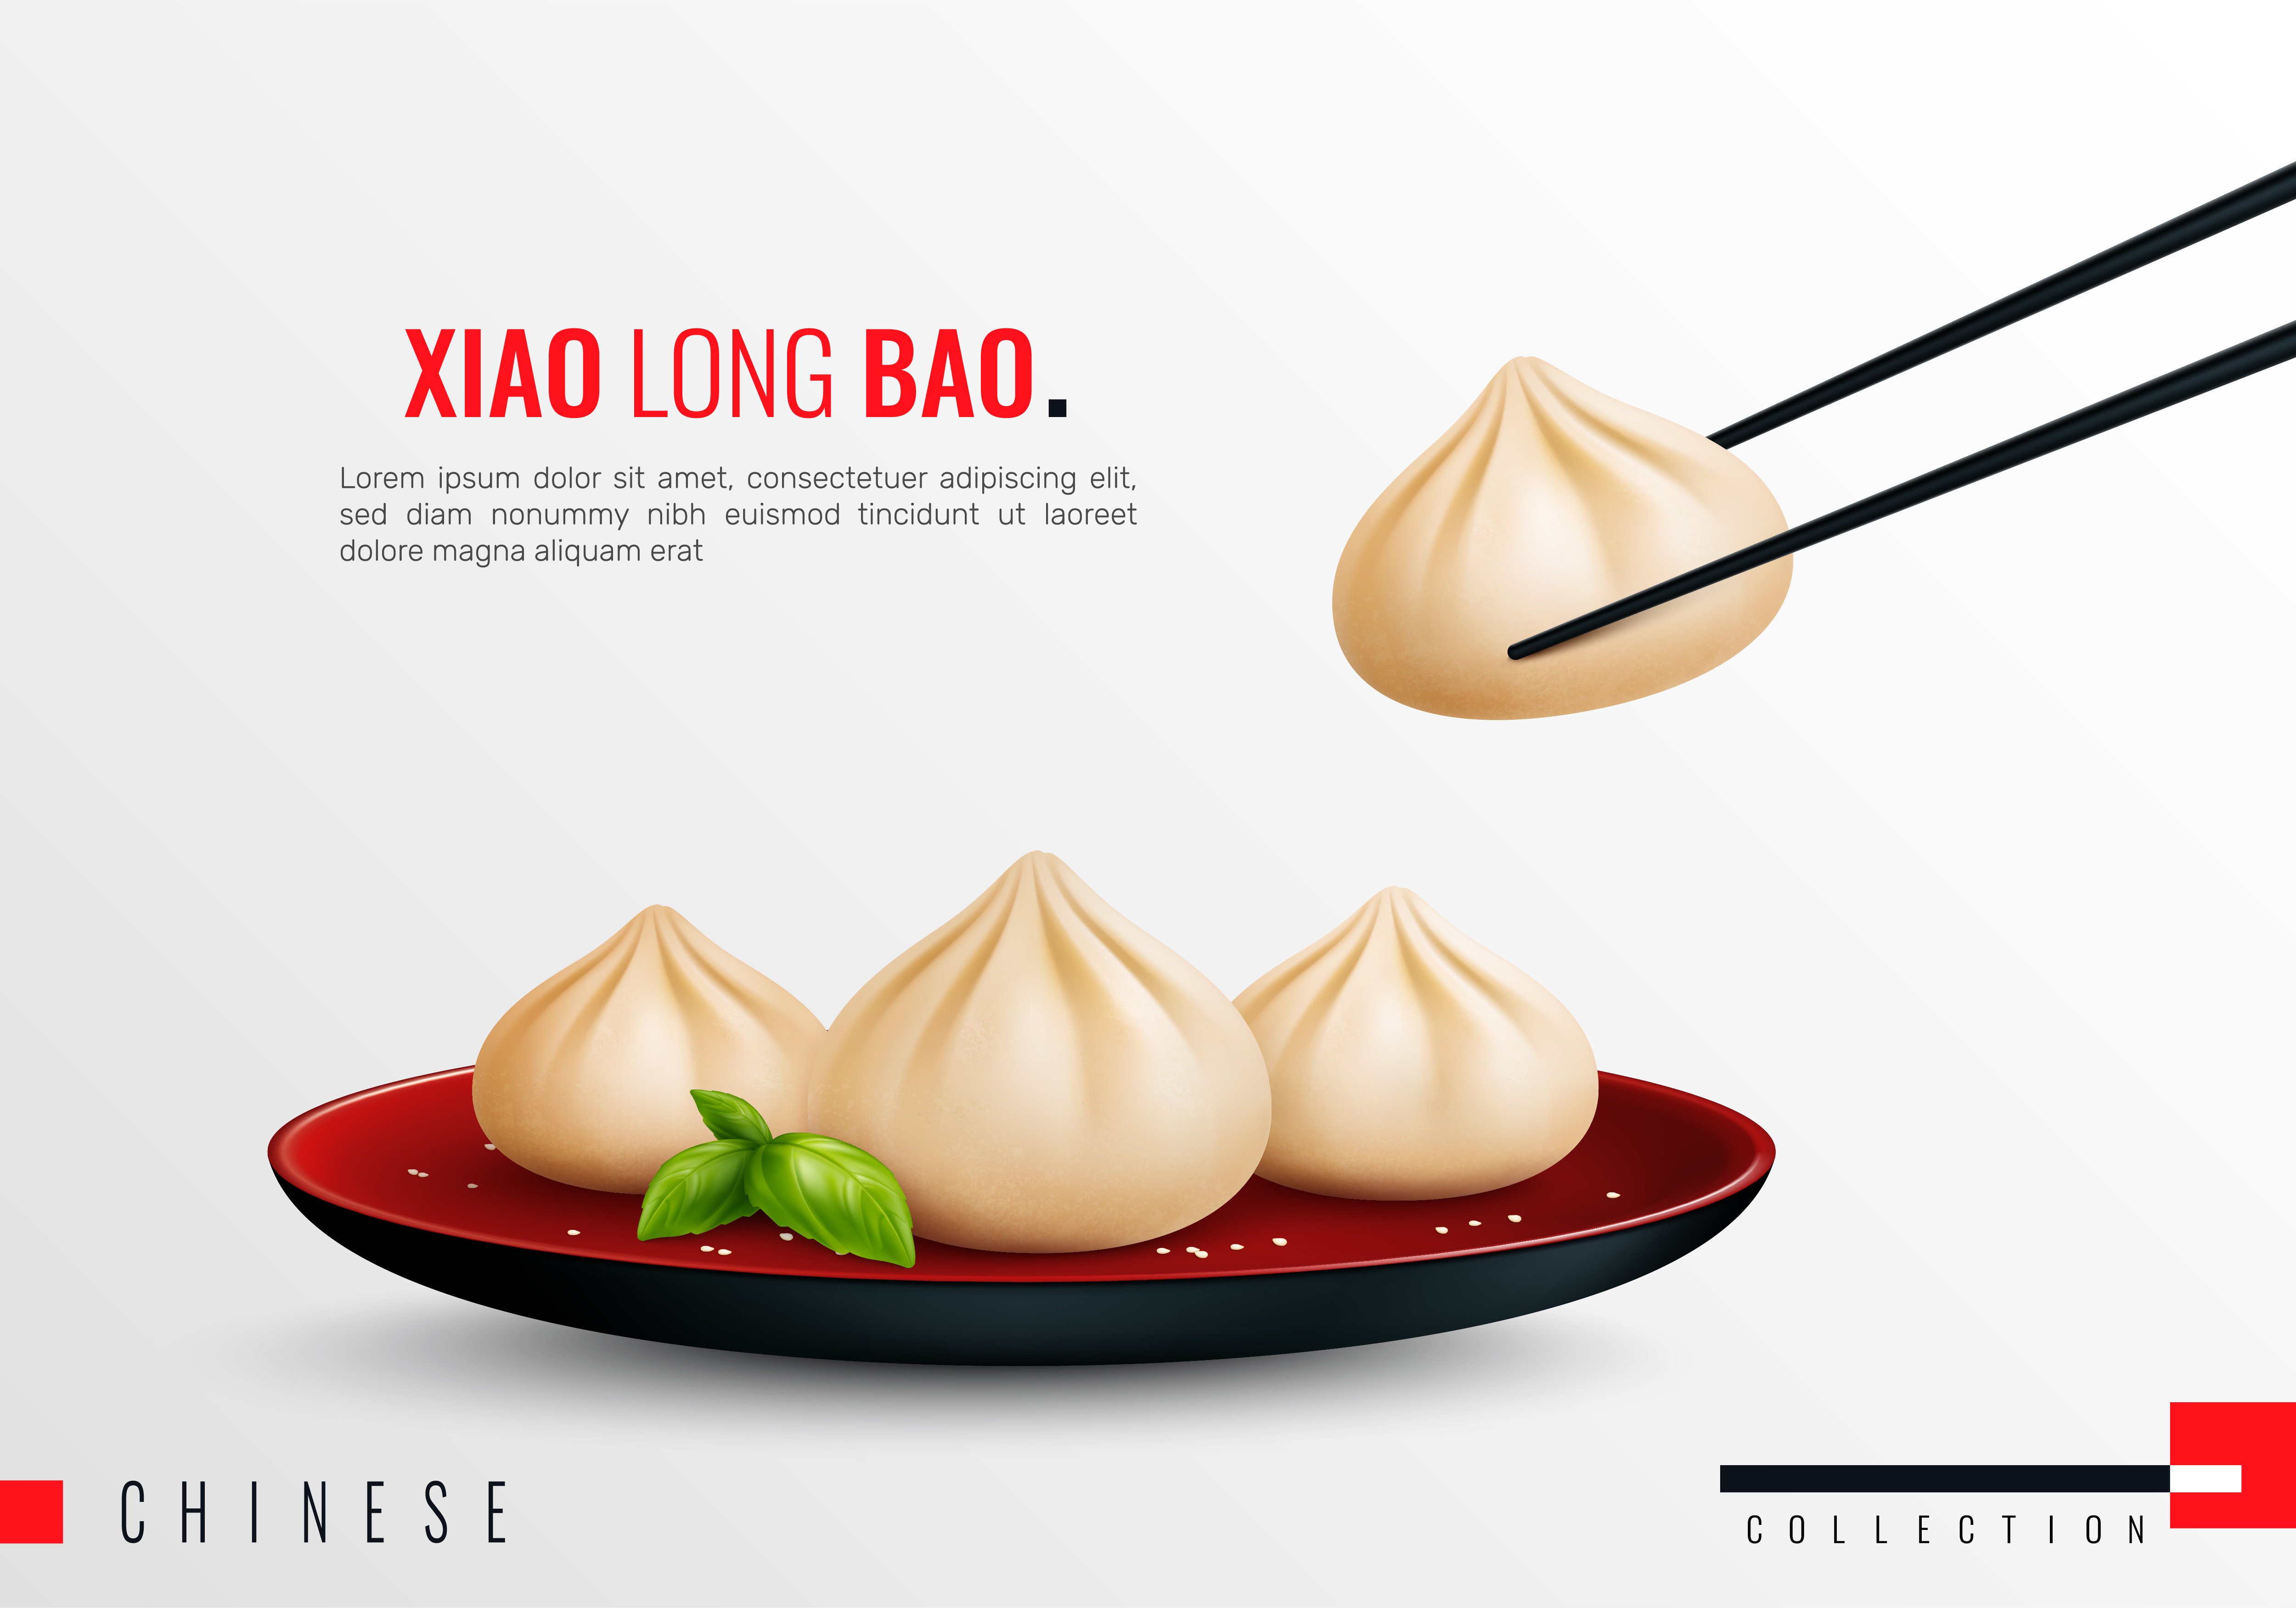 XIAO LONG BAO.
Lorem ipsum dolor sit amet, consectetuer adipiscing elit,
sed diam nonummy nibh euismod tincidunt ut laoreet
dolore magna aliquam erat
CHINESE
COLLECTION